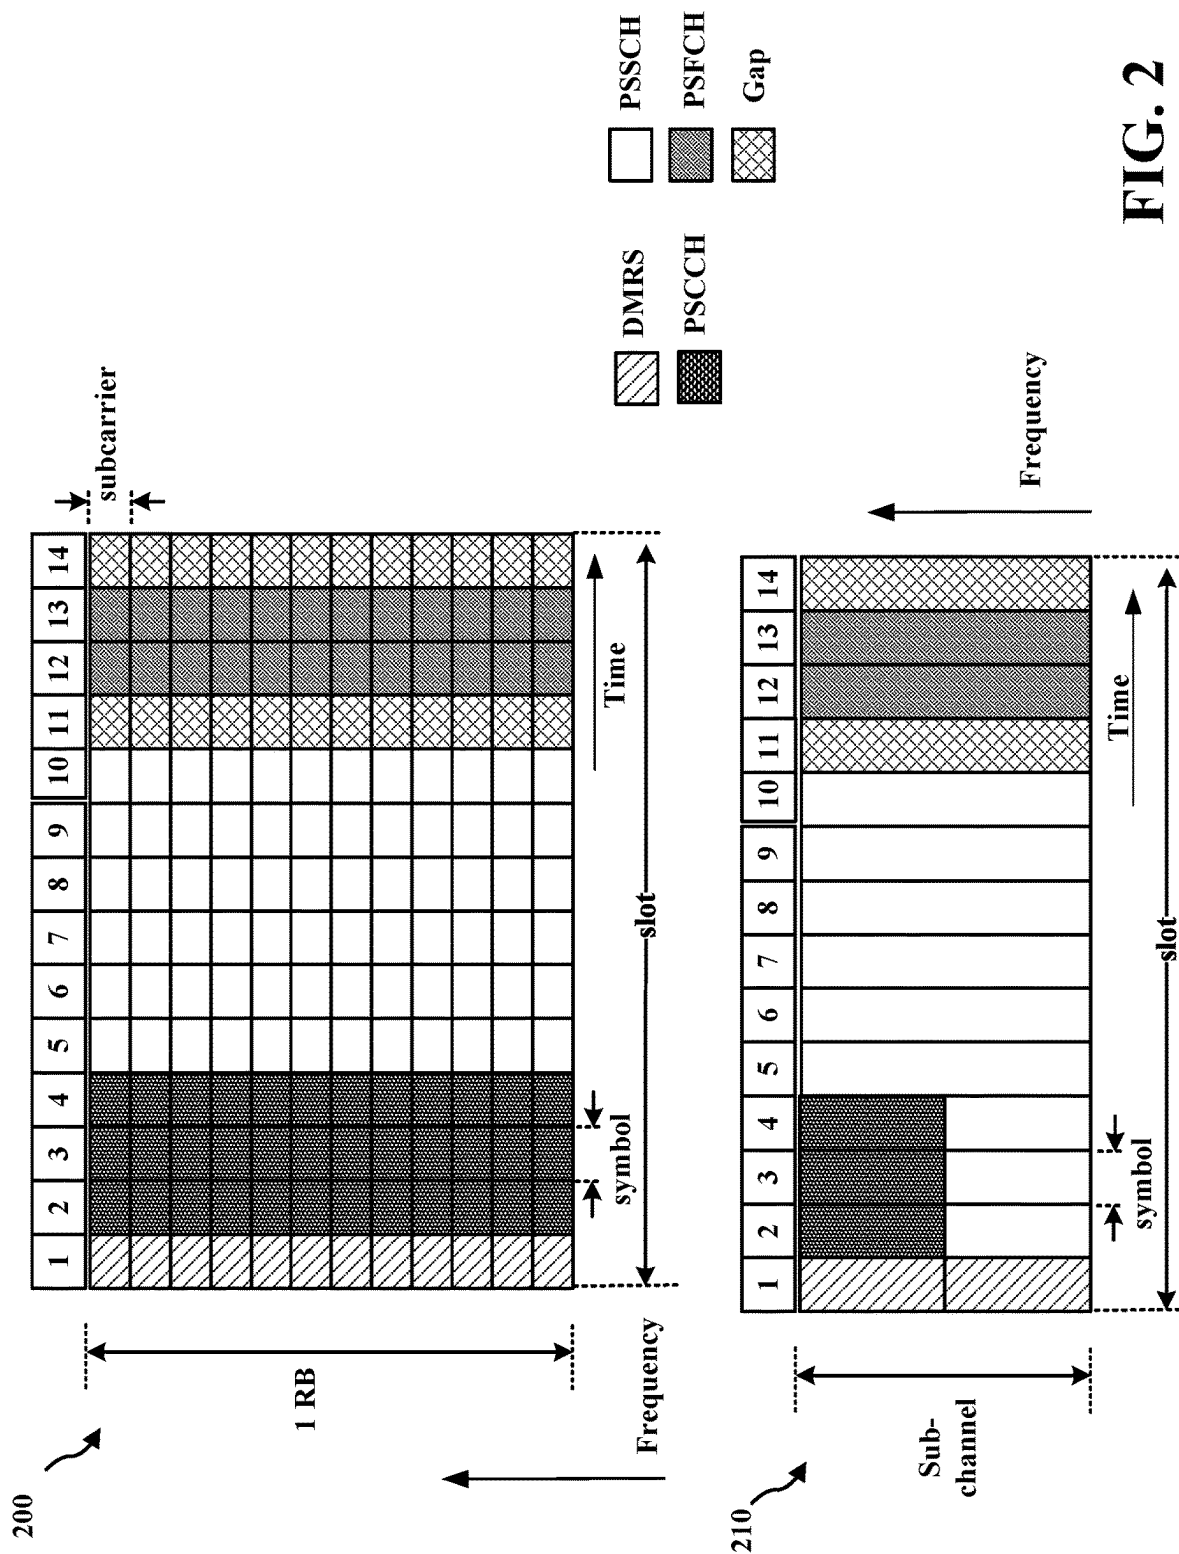 200
1 2 3 4 5 6 7 8 9 10 11 12 13 14
subcarrier
1 RB
Frequency
symbol
Time
slot
DMRS
PSSCH
PSCCH
PSFCH
Gap
210
1 2 3 4 5 6 7 8 9 10 11 12 13 14
Sub-
channel
Frequency
symbol
Time
slot
FIG. 2